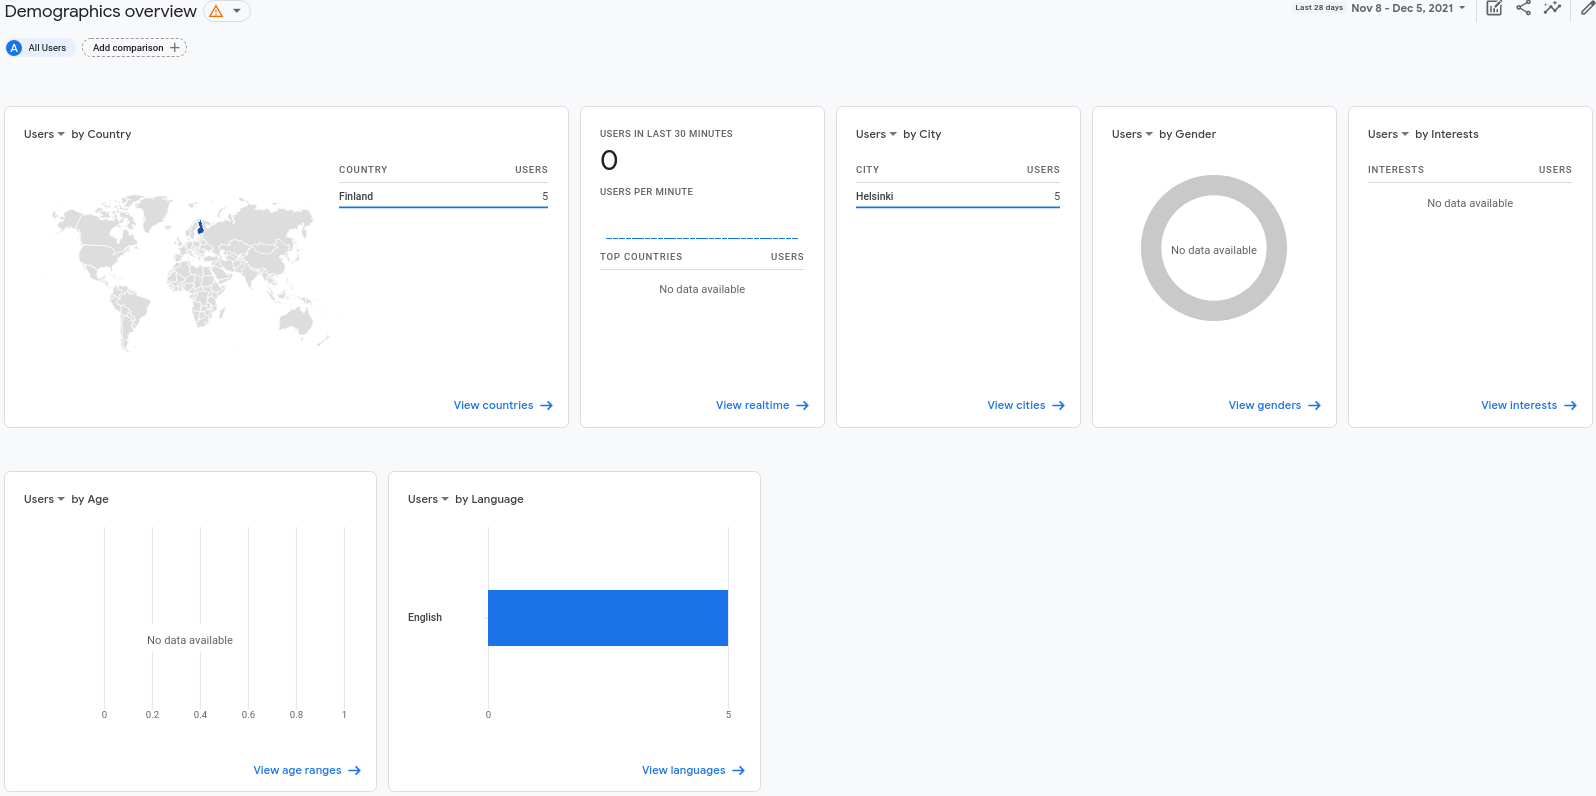 Demographics overview
Last 28 days Nov 8 - Dec 5, 2021
A All Users
Add comparison
Users by Country
COUNTRY USERS
Finland 5
View countries
USERS IN LAST 30 MINUTES
0
USERS PER MINUTE
TOP COUNTRIES USERS
No data available
View realtime
Users by City
CITY USERS
Helsinki 5
View cities
Users by Gender
No data available
View genders
Users by Interests
INTERESTS USERS
No data available
View interests
Users by Age
No data available
0 0.2 0.4 0.6 0.8 1
View age ranges
Users by Language
English
0 5
View languages